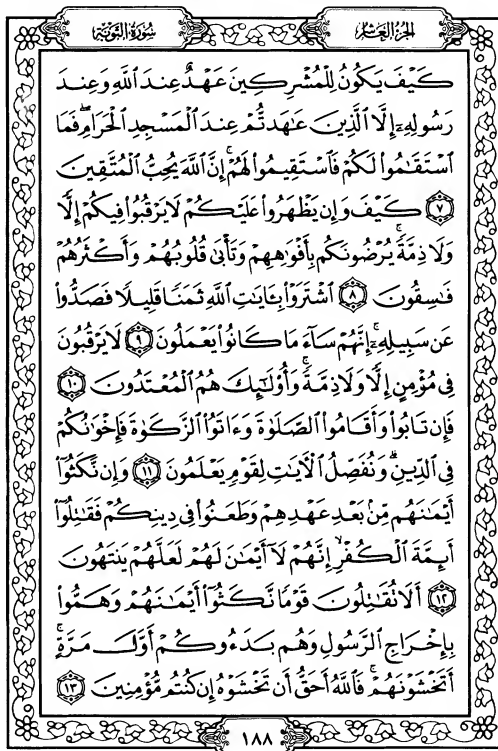 الجزء العاشر
سورة التوبة
كَيْفَ يَكُونُ لِلْمُشْرِكِينَ عَهْدٌ عِندَ ٱللَّهِ وَعِندَ
رَسُولِهِۦٓ إِلَّا ٱلَّذِينَ عَٰهَدتُّمْ عِندَ ٱلْمَسْجِدِ ٱلْحَرَامِۖ فَمَا
ٱسْتَقَٰمُوا۟ لَكُمْ فَٱسْتَقِيمُوا۟ لَهُمْۚ إِنَّ ٱللَّهَ يُحِبُّ ٱلْمُتَّقِينَ
٧ كَيْفَ وَإِن يَظْهَرُوا۟ عَلَيْكُمْ لَا يَرْقُبُوا۟ فِيكُمْ إِلًّا
وَلَا ذِمَّةًۚ يُرْضُونَكُم بِأَفْوَٰهِهِمْ وَتَأْبَىٰ قُلُوبُهُمْ وَأَكْثَرُهُمْ
فَٰسِقُونَ ٨ ٱشْتَرَوْا۟ بِـَٔايَٰتِ ٱللَّهِ ثَمَنًا قَلِيلًا فَصَدُّوا۟
عَن سَبِيلِهِۦٓۚ إِنَّهُمْ سَآءَ مَا كَانُوا۟ يَعْمَلُونَ ٩ لَا يَرْقُبُونَ
فِى مُؤْمِنٍ إِلًّا وَلَا ذِمَّةًۚ وَأُو۟لَٰٓئِكَ هُمُ ٱلْمُعْتَدُونَ ١٠
فَإِن تَابُوا۟ وَأَقَامُوا۟ ٱلصَّلَوٰةَ وَءَاتَوُا۟ ٱلزَّكَوٰةَ فَإِخْوَٰنُكُمْ
فِى ٱلدِّينِۗ وَنُفَصِّلُ ٱلْـَٔايَٰتِ لِقَوْمٍ يَعْلَمُونَ ١١ وَإِن نَّكَثُوٓا۟
أَيْمَٰنَهُم مِّنۢ بَعْدِ عَهْدِهِمْ وَطَعَنُوا۟ فِى دِينِكُمْ فَقَٰتِلُوٓا۟
أَئِمَّةَ ٱلْكُفْرِۙ إِنَّهُمْ لَآ أَيْمَٰنَ لَهُمْ لَعَلَّهُمْ يَنتَهُونَ
١٢ أَلَا تُقَٰتِلُونَ قَوْمًا نَّكَثُوٓا۟ أَيْمَٰنَهُمْ وَهَمُّوا۟
بِإِخْرَاجِ ٱلرَّسُولِ وَهُم بَدَءُوكُمْ أَوَّلَ مَرَّةٍۚ
أَتَخْشَوْنَهُمْۚ فَٱللَّهُ أَحَقُّ أَن تَخْشَوْهُ إِن كُنتُم مُّؤْمِنِينَ ١٣
١٨٨